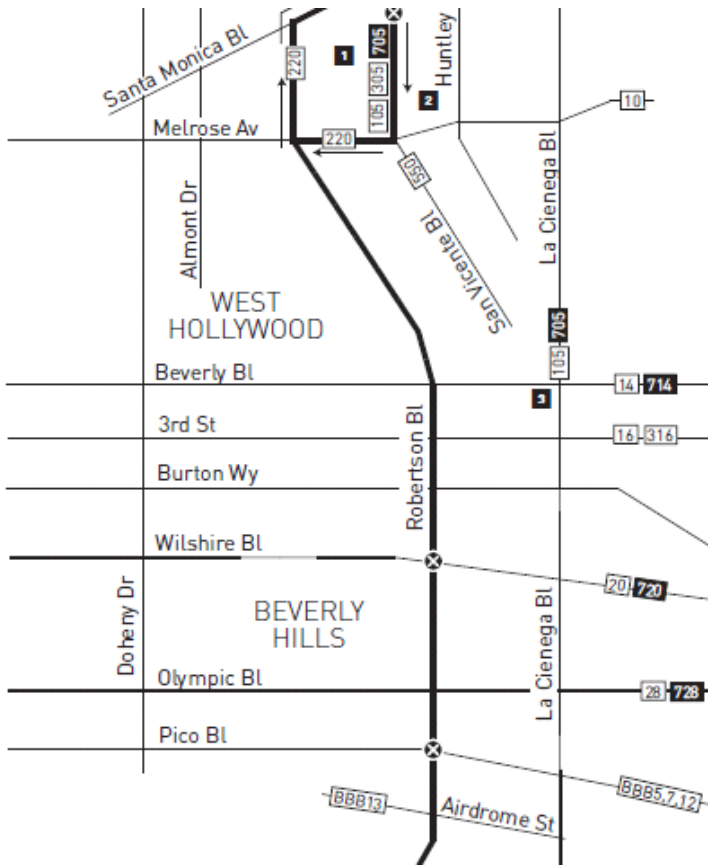 Santa Monica Bl
220
1
105 305 705
Huntley
2
10
Melrose Av
220
550
San Vicente Bl
La Cienega Bl
Almont Dr
WEST
HOLLYWOOD
105 705
Beverly Bl
3
14 714
3rd St
16 316
Robertson Bl
Burton Wy
Wilshire Bl
20 720
Doheny Dr
BEVERLY
HILLS
La Cienega Bl
Olympic Bl
28 728
Pico Bl
BBB5,7,12
BBB13
Airdrome St